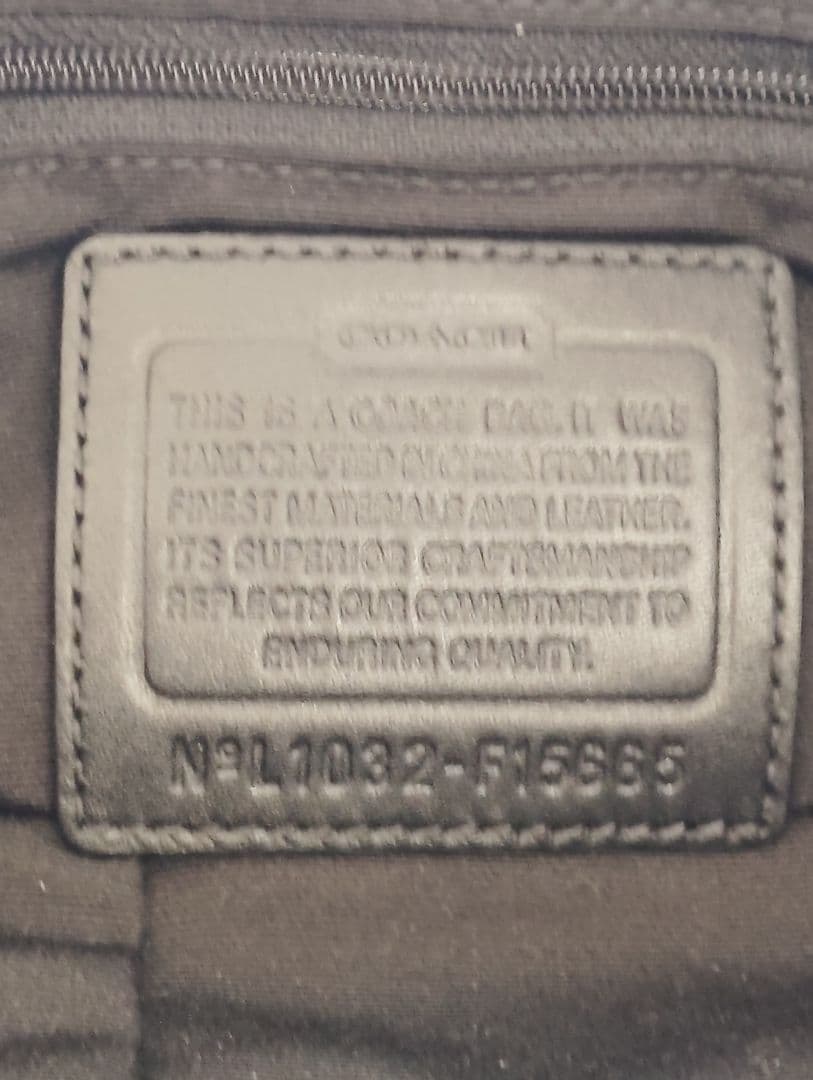 COACH
THIS IS A COACH BAG. IT WAS
HANDCRAFTED IN CHINA FROM THE
FINEST MATERIALS AND LEATHER.
ITS SUPERIOR CRAFTSMANSHIP
REFLECTS OUR COMMITMENT TO
ENDURING QUALITY.
Nº L1032-F15665